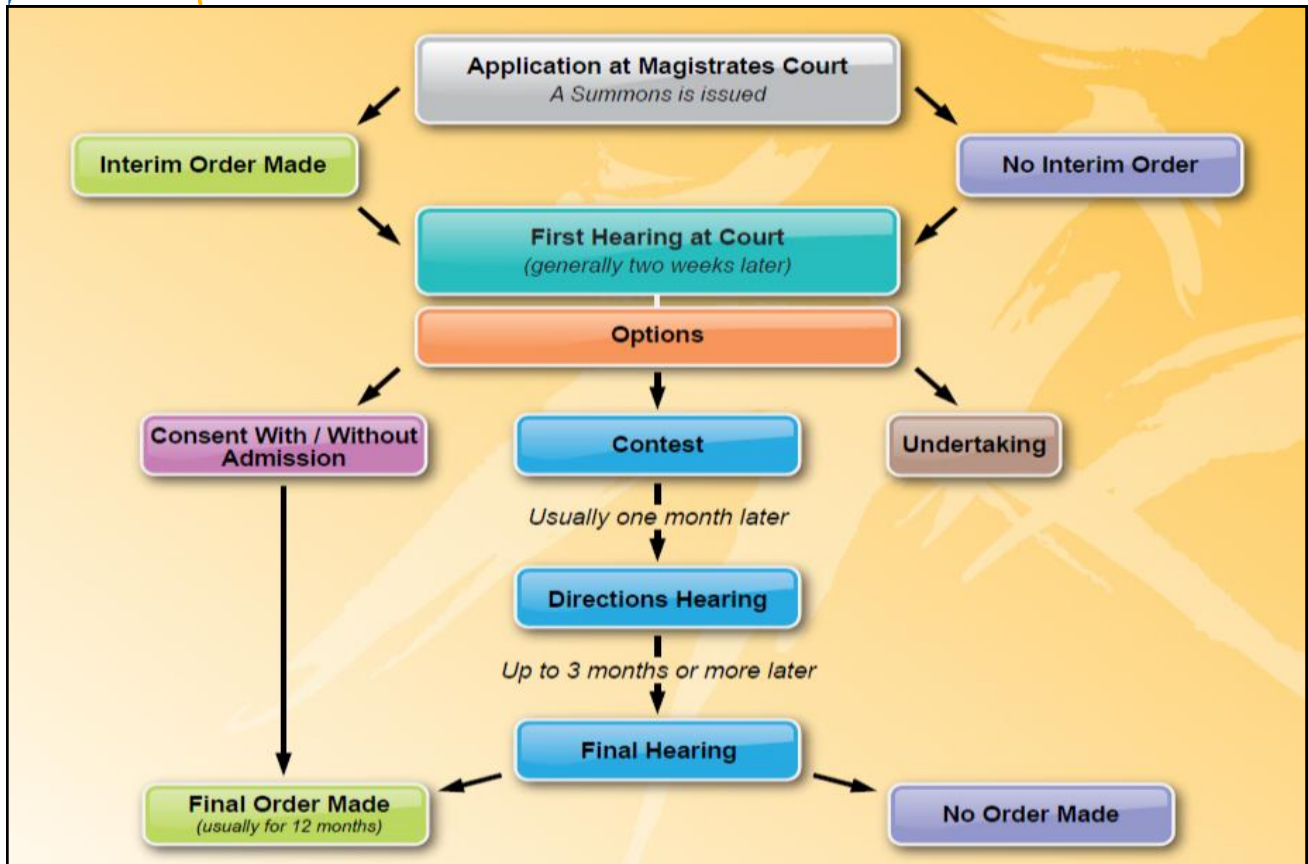 Application at Magistrates Court
A Summons is issued
Interim Order Made
No Interim Order
First Hearing at Court
(generally two weeks later)
Options
Consent With / Without
Admission
Contest
Undertaking
Usually one month later
Directions Hearing
Up to 3 months or more later
Final Hearing
Final Order Made
(usually for 12 months)
No Order Made